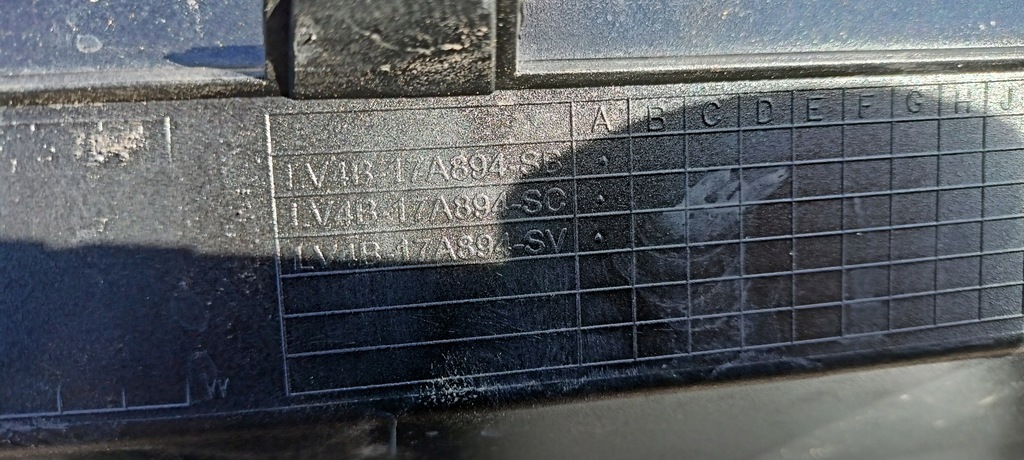 A B C D E F G H J
LV4B-17A894-SB
LV4B-17A894-SC
LV4B-17A894-SV
W